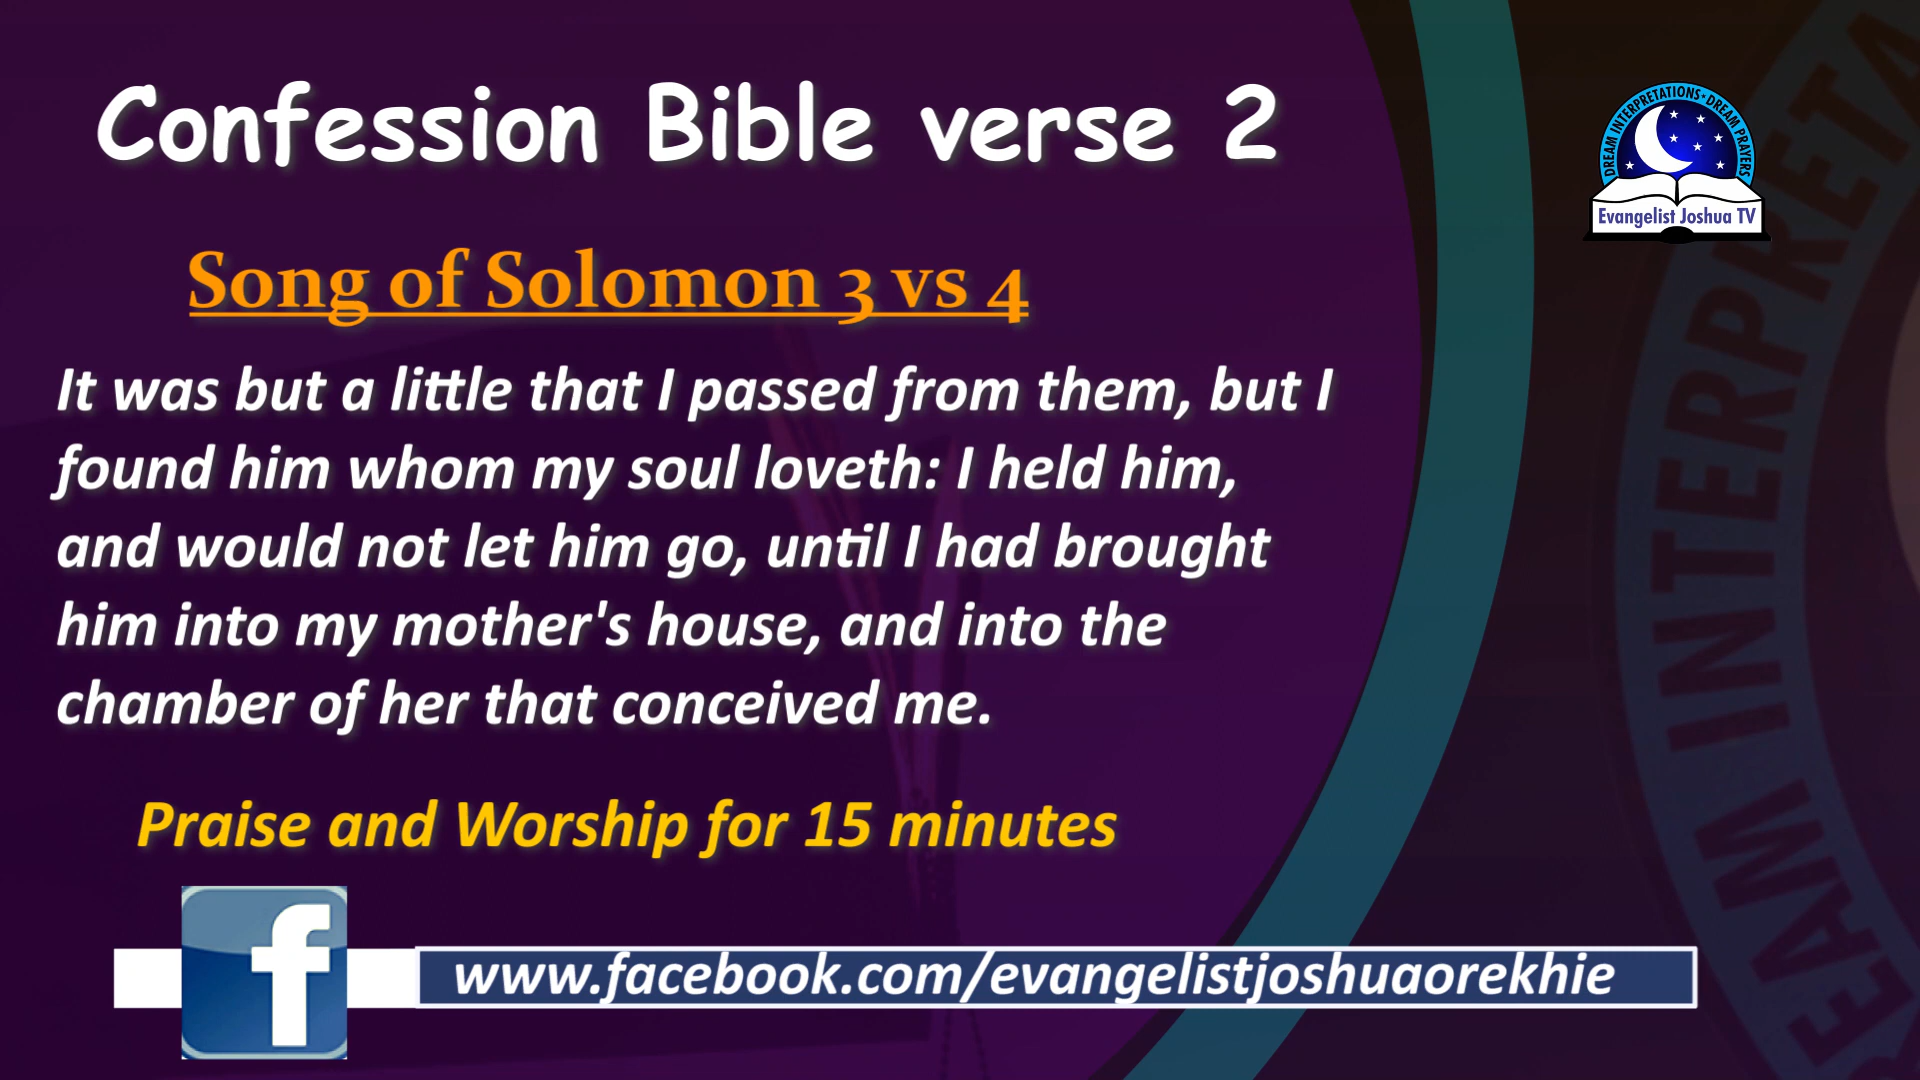 Confession Bible verse 2
DREAM INTERPRETATIONS • DREAM PRAYERS
Evangelist Joshua TV
Song of Solomon 3 vs 4
It was but a little that I passed from them, but I
found him whom my soul loveth: I held him,
and would not let him go, until I had brought
him into my mother's house, and into the
chamber of her that conceived me.
Praise and Worship for 15 minutes
f
www.facebook.com/evangelistjoshuaorekhie